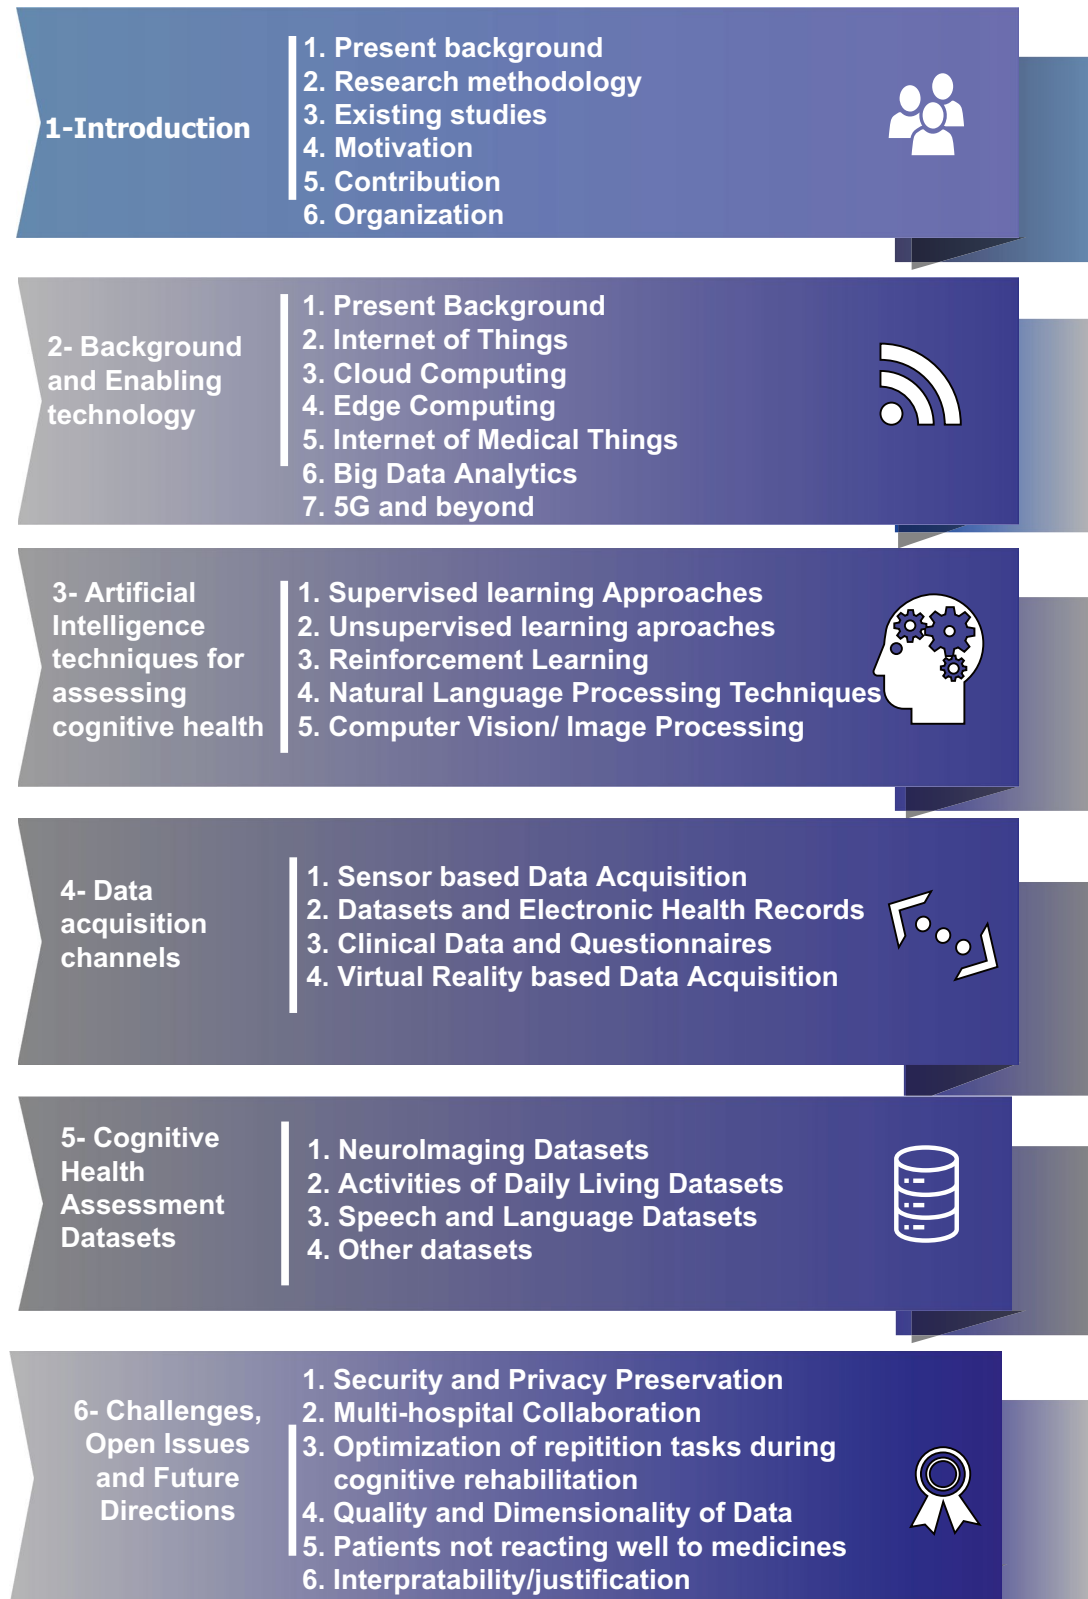 1-Introduction
1. Present background
2. Research methodology
3. Existing studies
4. Motivation
5. Contribution
6. Organization
2- Background
and Enabling
technology
1. Present Background
2. Internet of Things
3. Cloud Computing
4. Edge Computing
5. Internet of Medical Things
6. Big Data Analytics
7. 5G and beyond
3- Artificial
Intelligence
techniques for
assessing
cognitive health
1. Supervised learning Approaches
2. Unsupervised learning aproaches
3. Reinforcement Learning
4. Natural Language Processing Techniques
5. Computer Vision/ Image Processing
4- Data
acquisition
channels
1. Sensor based Data Acquisition
2. Datasets and Electronic Health Records
3. Clinical Data and Questionnaires
4. Virtual Reality based Data Acquisition
5- Cognitive
Health
Assessment
Datasets
1. NeuroImaging Datasets
2. Activities of Daily Living Datasets
3. Speech and Language Datasets
4. Other datasets
6- Challenges,
Open Issues
and Future
Directions
1. Security and Privacy Preservation
2. Multi-hospital Collaboration
3. Optimization of repitition tasks during
cognitive rehabilitation
4. Quality and Dimensionality of Data
5. Patients not reacting well to medicines
6. Interpratability/justification